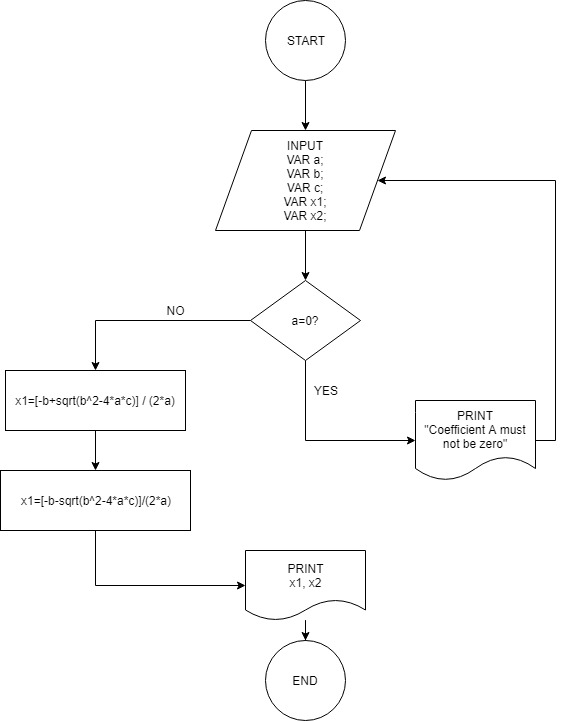 START
INPUT
VAR a;
VAR b;
VAR c;
VAR x1;
VAR x2;
a=0?
NO
YES
x1=[-b+sqrt(b^2-4*a*c)] / (2*a)
PRINT
"Coefficient A must
not be zero"
x1=[-b-sqrt(b^2-4*a*c)]/(2*a)
PRINT
x1, x2
END